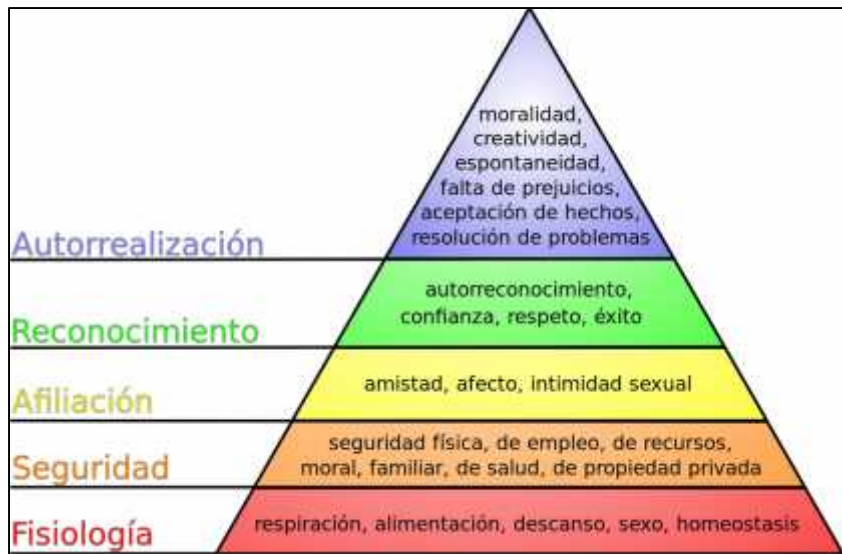 moralidad,
creatividad,
espontaneidad,
falta de prejuicios,
aceptación de hechos,
resolución de problemas
Autorrealización
autorreconocimiento,
confianza, respeto, éxito
Reconocimiento
amistad, afecto, intimidad sexual
Afiliación
seguridad física, de empleo, de recursos,
moral, familiar, de salud, de propiedad privada
Seguridad
respiración, alimentación, descanso, sexo, homeostasis
Fisiología